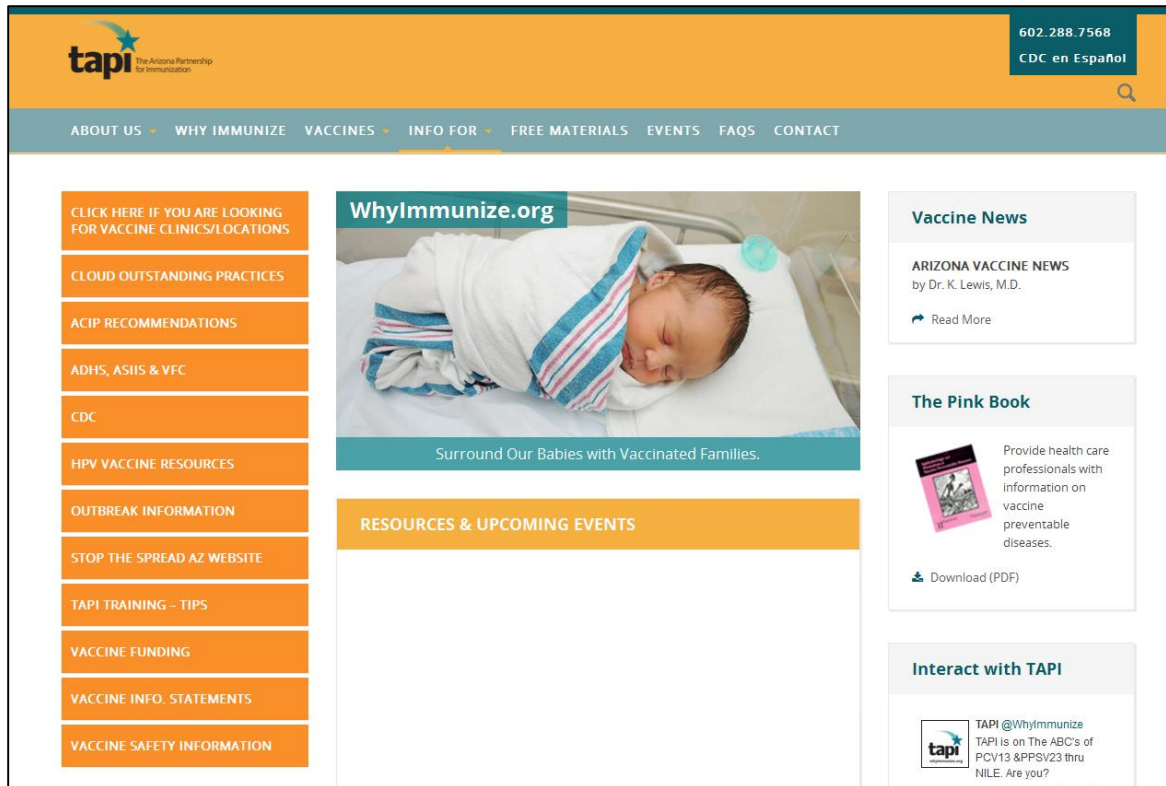 602.288.7568
CDC en Español
tapi
The Arizona Partnership
for Immunization
ABOUT US WHY IMMUNIZE VACCINES INFO FOR FREE MATERIALS EVENTS FAQS CONTACT
CLICK HERE IF YOU ARE LOOKING
FOR VACCINE CLINICS/LOCATIONS
CLOUD OUTSTANDING PRACTICES
ACIP RECOMMENDATIONS
ADHS, ASIIS & VFC
CDC
HPV VACCINE RESOURCES
OUTBREAK INFORMATION
STOP THE SPREAD AZ WEBSITE
TAPI TRAINING – TIPS
VACCINE FUNDING
VACCINE INFO. STATEMENTS
VACCINE SAFETY INFORMATION
WhyImmunize.org
Surround Our Babies with Vaccinated Families.
RESOURCES & UPCOMING EVENTS
Vaccine News
ARIZONA VACCINE NEWS
by Dr. K. Lewis, M.D.
Read More
The Pink Book
Provide health care
professionals with
information on
vaccine
preventable
diseases.
Download (PDF)
Interact with TAPI
tapi
TAPI @WhyImmunize
TAPI is on The ABC's of
PCV13 &PPSV23 thru
NILE. Are you?